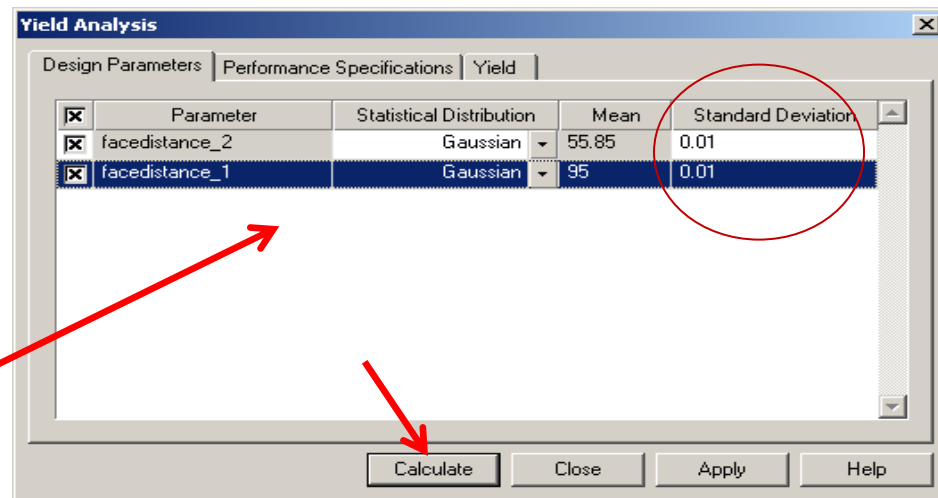 Yield Analysis
Design Parameters Performance Specifications Yield
Parameter Statistical Distribution Mean Standard Deviation
facedistance_2 Gaussian 55.85 0.01
facedistance_1 Gaussian 95 0.01
Calculate Close Apply Help